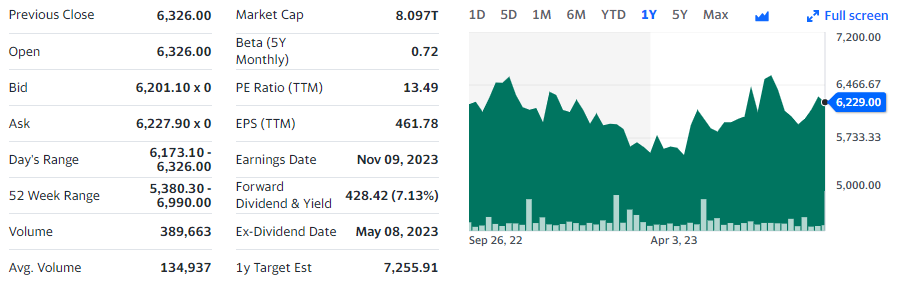 Previous Close 6,326.00
Open 6,326.00
Bid 6,201.10 x 0
Ask 6,227.90 x 0
Day's Range 6,173.10 -
6,326.00
52 Week Range 5,380.30 -
6,990.00
Volume 389,663
Avg. Volume 134,937
Market Cap 8.097T
Beta (5Y
Monthly) 0.72
PE Ratio (TTM) 13.49
EPS (TTM) 461.78
Earnings Date Nov 09, 2023
Forward
Dividend & Yield 428.42 (7.13%)
Ex-Dividend Date May 08, 2023
1y Target Est 7,255.91
1D 5D 1M 6M YTD 1Y 5Y Max Full screen
7,200.00
6,466.67
6,229.00
5,733.33
5,000.00
Sep 26, 22 Apr 3, 23